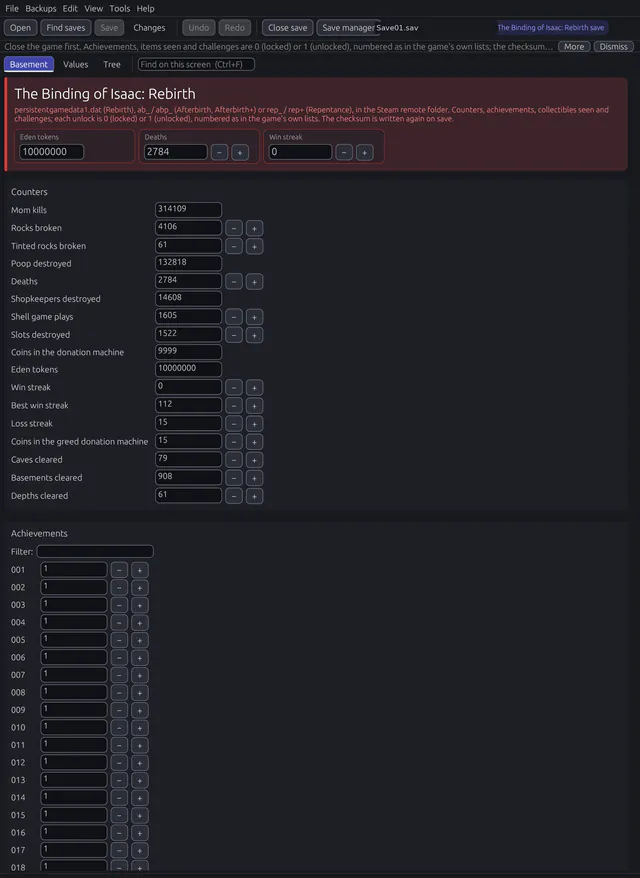 File Backups Edit View Tools Help
Open Find saves Save Changes Undo Redo Close save Save manager Save01.sav The Binding of Isaac: Rebirth save
Close the game first, Achievements, items seen and challenges are 0 (locked) or 1 (unlocked), numbered as in the game's own lists; the checksum... More Dismiss
Basement Values Tree Find on this screen (Ctrl+F)
The Binding of Isaac: Rebirth
persistentgamedata1.dat (Rebirth), ab_ / abp_ (Afterbirth, Afterbirth+) or rep_ / rep+ (Repentance), in the Steam remote folder. Counters, achievements, collectibles seen and
challenges; each unlock is 0 (locked) or 1 (unlocked), numbered as in the game's own lists. The checksum is written again on save.
Eden tokens Deaths Win streak
10000000 2784 − + 0 − +
Counters
Mom kills 314109
Rocks broken 4106 − +
Tinted rocks broken 61 − +
Poop destroyed 132818
Deaths 2784 − +
Shopkeepers destroyed 14608
Shell game plays 1605 − +
Slots destroyed 1522 − +
Coins in the donation machine 9999
Eden tokens 10000000
Win streak 0 − +
Best win streak 112 − +
Loss streak 15 − +
Coins in the greed donation machine 15 − +
Caves cleared 79 − +
Basements cleared 908 − +
Depths cleared 61 − +
Achievements
Filter:
001 1 − +
002 1 − +
003 1 − +
004 1 − +
005 1 − +
006 1 − +
007 1 − +
008 1 − +
009 1 − +
010 1 − +
011 1 − +
012 1 − +
013 1 − +
014 1 − +
015 1 − +
016 1 − +
017 1 − +
018 1 − +